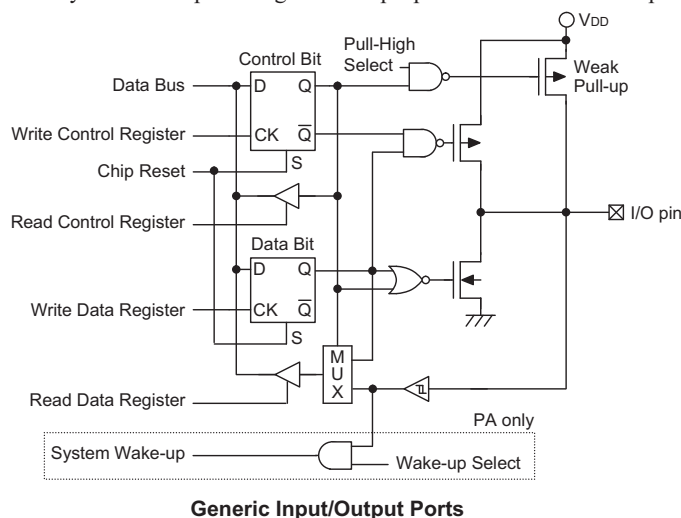 VDD
Control Bit
Pull-High
Select
Weak
Pull-up
Data Bus
D
Q
Write Control Register
CK
Q
Chip Reset
S
Read Control Register
I/O pin
Data Bit
D
Q
Write Data Register
CK
Q
S
M
U
X
Read Data Register
PA only
System Wake-up
Wake-up Select
Generic Input/Output Ports